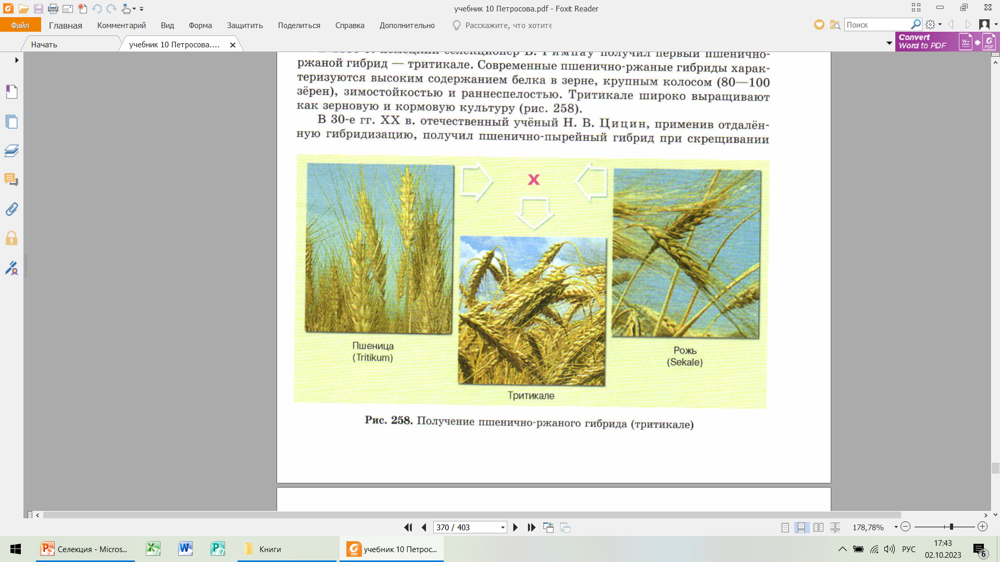 учебник 10 Петросова.pdf - Foxit Reader
Файл Главная Комментарий Вид Форма Защитить Поделиться Справка Дополнительно Расскажите, что хотите Поиск
Начать учебник 10 Петросова....
Convert
Word to PDF
немецкий селекционер В. Римпау получил первый пшенично-
ржаной гибрид — тритикале. Современные пшенично-ржаные гибриды харак-
теризуются высоким содержанием белка в зерне, крупным колосом (80—100
зёрен), зимостойкостью и раннеспелостью. Тритикале широко выращивают
как зерновую и кормовую культуру (рис. 258).
В 30-е гг. XX в. отечественный учёный Н. В. Цицин, применив отдалён-
ную гибридизацию, получил пшенично-пырейный гибрид при скрещивании
X
Пшеница
(Tritikum)
Рожь
(Sekale)
Тритикале
Рис. 258. Получение пшенично-ржаного гибрида (тритикале)
370 / 403
178,78%
Селекция - Micros...
Книги
учебник 10 Петрос...
РУС
17:43
02.10.2023
6